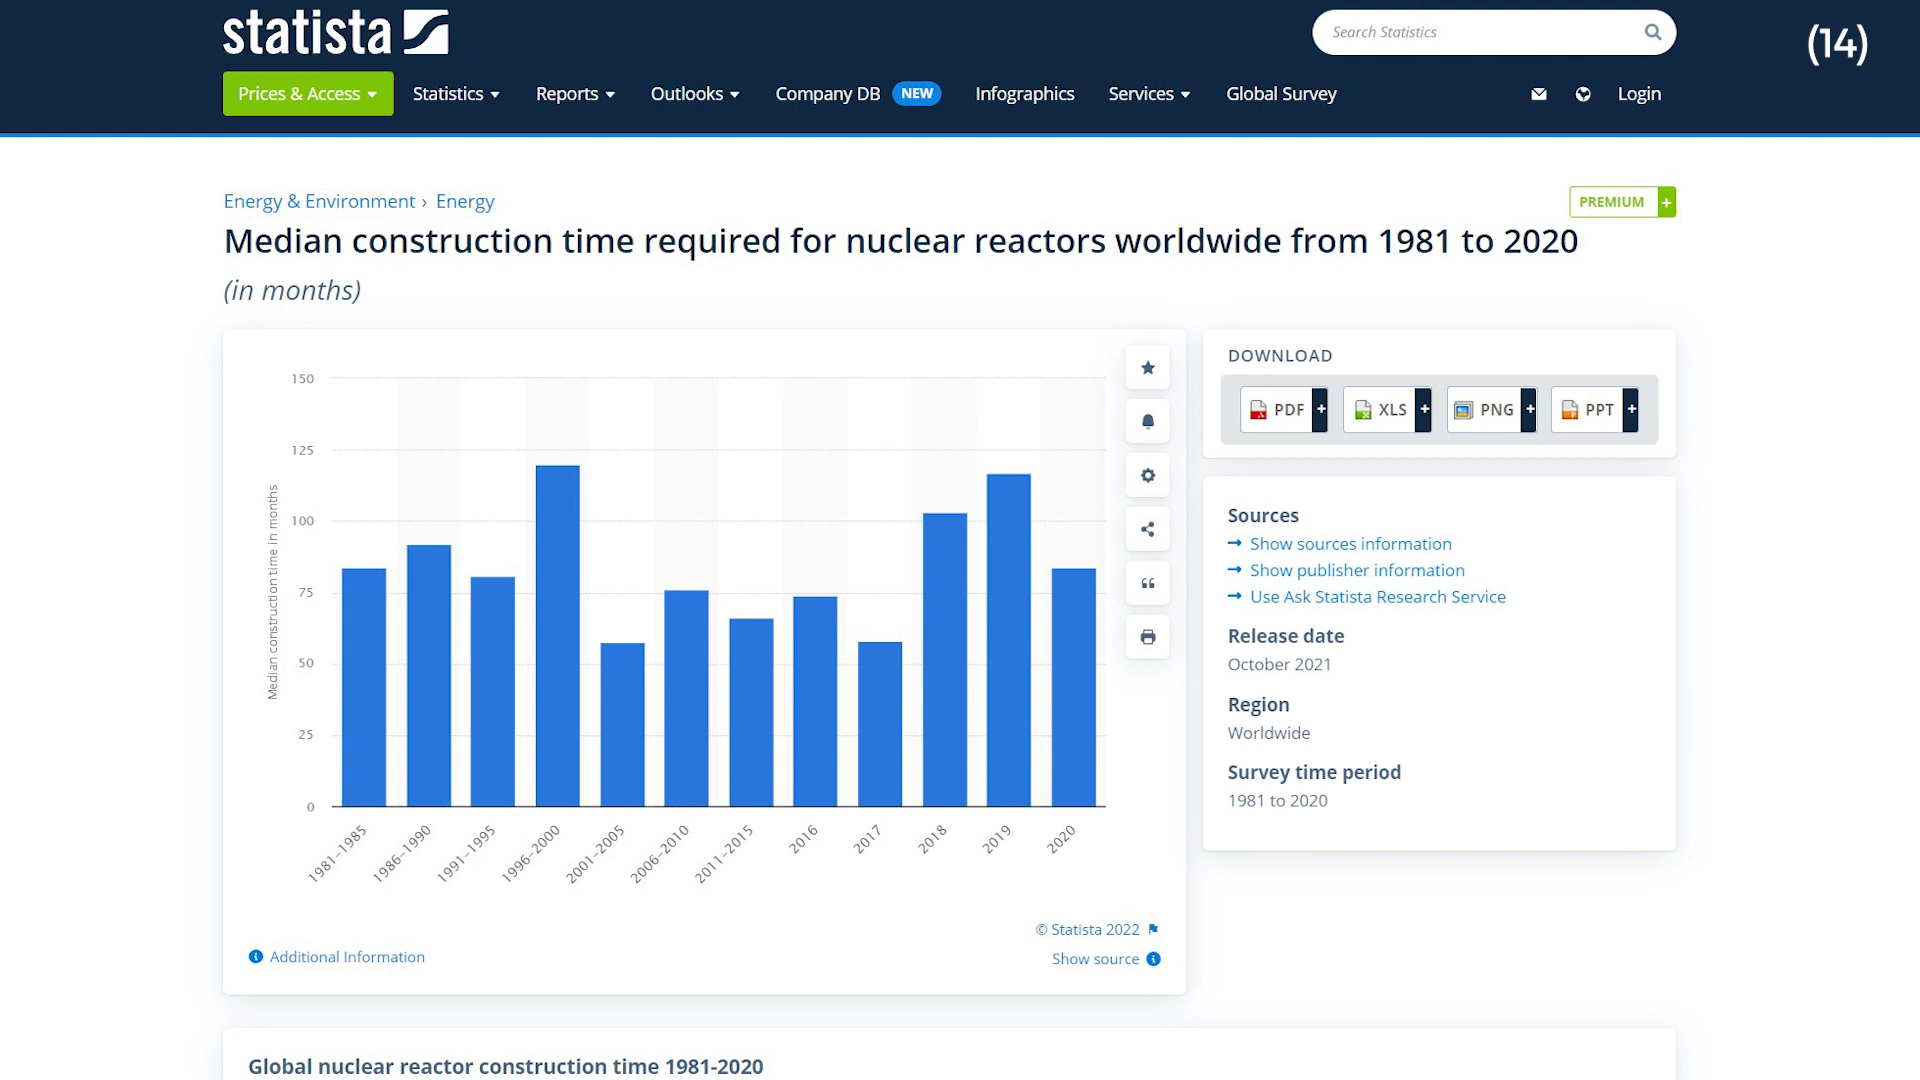 statista
Search Statistics
(14)
Prices & Access
Statistics
Reports
Outlooks
Company DB NEW
Infographics
Services
Global Survey
Login
Energy & Environment › Energy
PREMIUM +
Median construction time required for nuclear reactors worldwide from 1981 to 2020
(in months)
Median construction time in months
150
125
100
75
50
25
0
1981–1985
1986–1990
1991–1995
1996–2000
2001–2005
2006–2010
2011–2015
2016
2017
2018
2019
2020
© Statista 2022
Additional Information
Show source
DOWNLOAD
PDF +
XLS +
PNG +
PPT +
Sources
Show sources information
Show publisher information
Use Ask Statista Research Service
Release date
October 2021
Region
Worldwide
Survey time period
1981 to 2020
Global nuclear reactor construction time 1981-2020